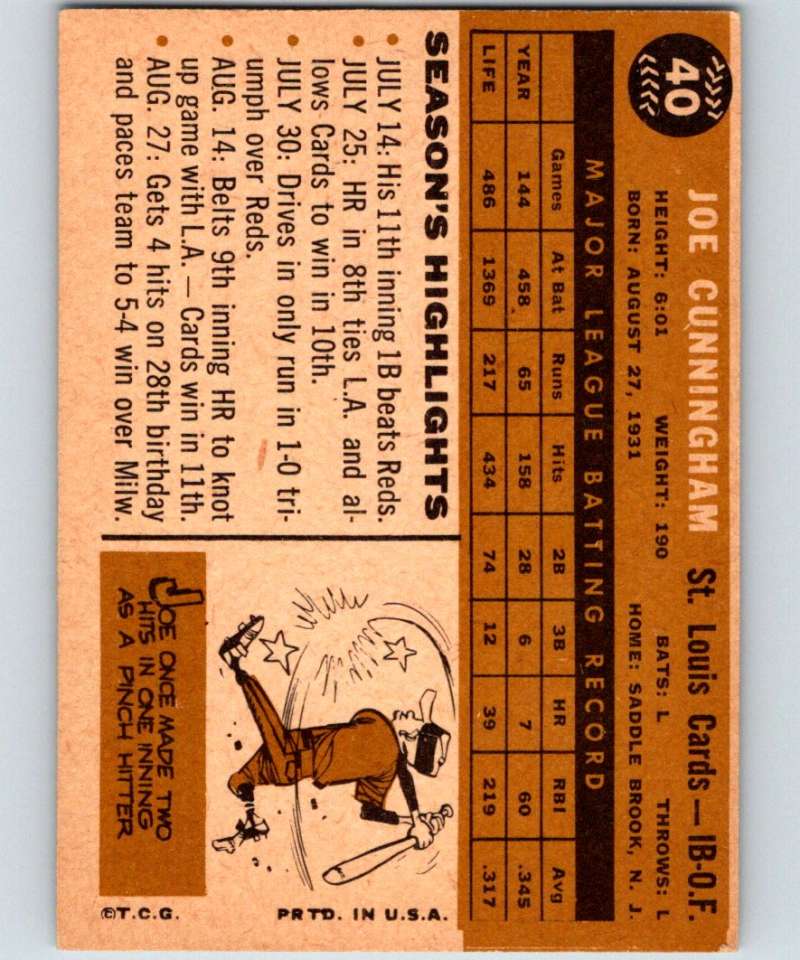 40
JOE CUNNINGHAM St. Louis Cards — 1B-O.F.
HEIGHT: 6:01 WEIGHT: 190 BATS: L THROWS: L
BORN: AUGUST 27, 1931 HOME: SADDLE BROOK, N. J.
MAJOR LEAGUE BATTING RECORD
Games At Bat Runs Hits 2B 3B HR RBI Avg
YEAR 144 458 65 158 28 6 7 60 .345
LIFE 486 1369 217 434 74 12 39 219 .317
SEASON'S HIGHLIGHTS
• JULY 14: His 11th inning 1B beats Reds.
• JULY 25: HR in 8th ties L.A. and al-
lows Cards to win in 10th.
• JULY 30: Drives in only run in 1-0 tri-
umph over Reds.
• AUG. 14: Belts 9th inning HR to knot
up game with L.A. — Cards win in 11th.
• AUG. 27: Gets 4 hits on 28th birthday
and paces team to 5-4 win over Milw.
JOE ONCE MADE TWO
HITS IN ONE INNING
AS A PINCH HITTER
©T.C.G. PRTD. IN U.S.A.